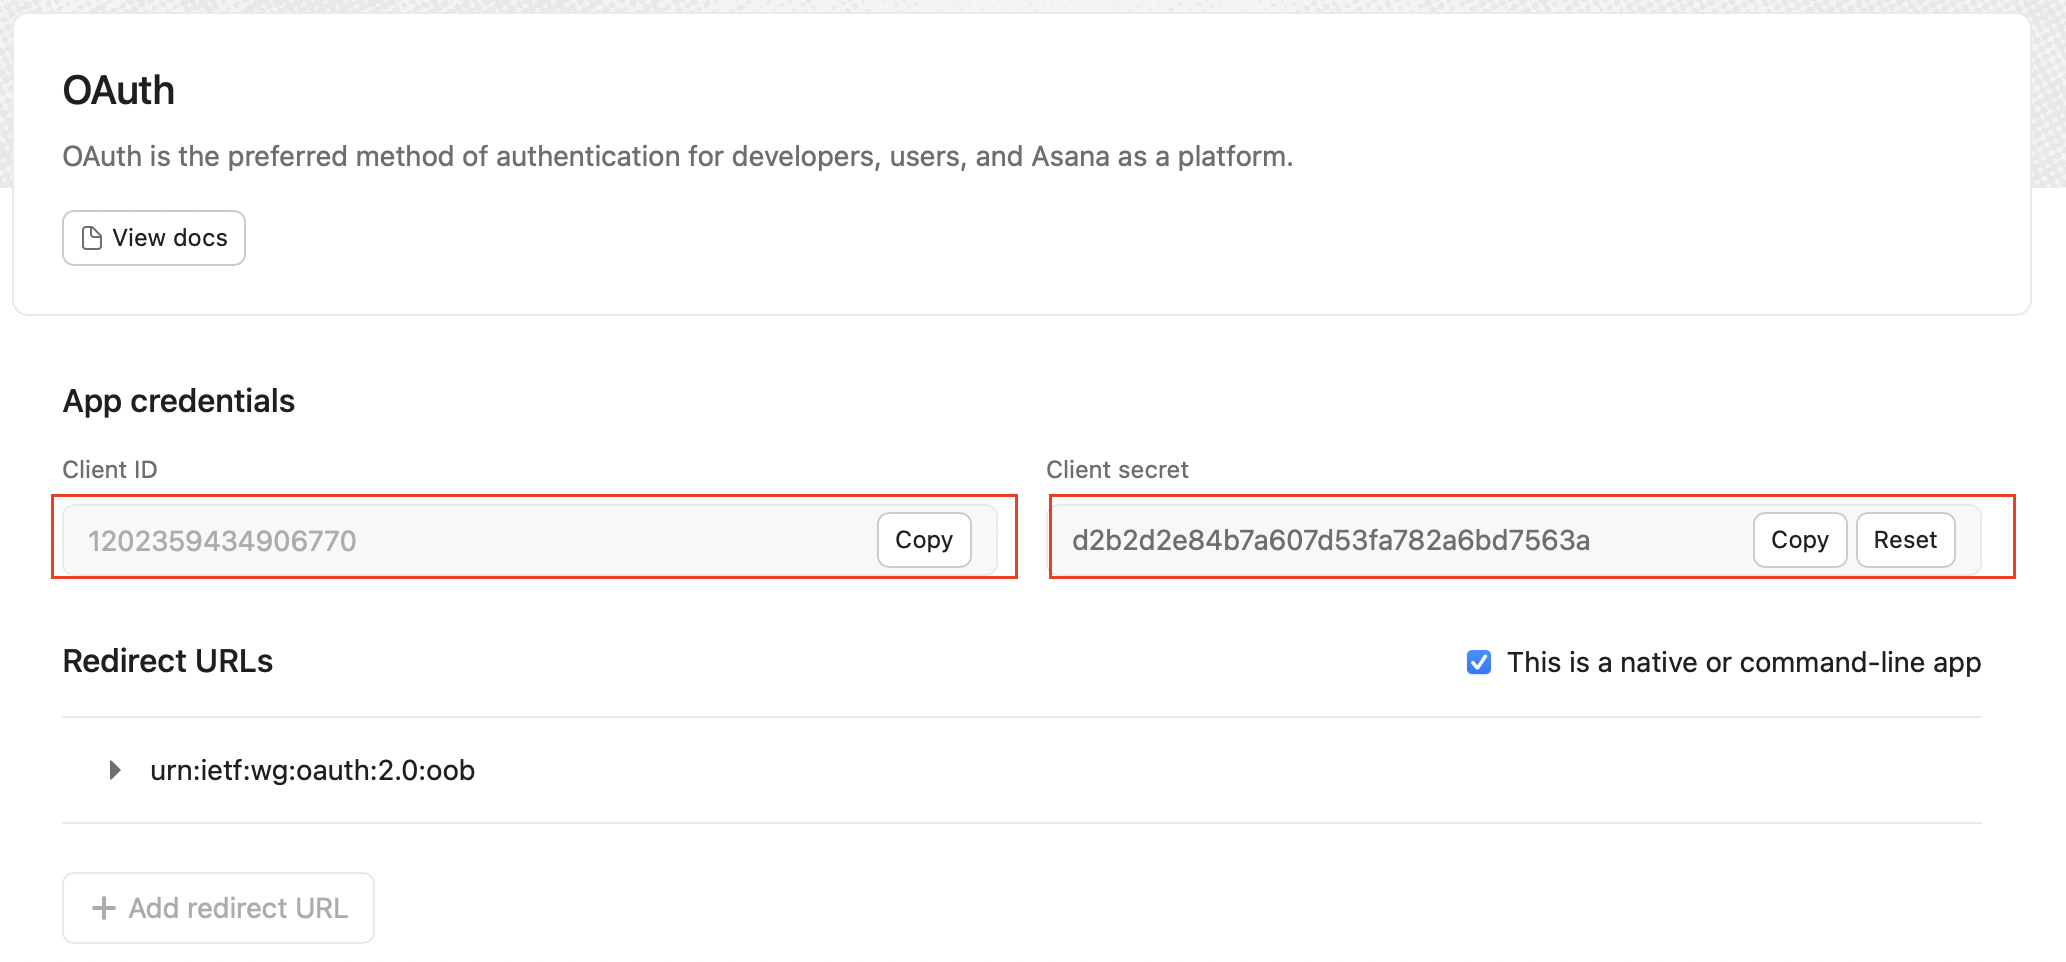 OAuth
OAuth is the preferred method of authentication for developers, users, and Asana as a platform.
View docs
App credentials
Client ID
Client secret
1202359434906770
Copy
d2b2d2e84b7a607d53fa782a6bd7563a
Copy
Reset
Redirect URLs
This is a native or command-line app
urn:ietf:wg:oauth:2.0:oob
+ Add redirect URL